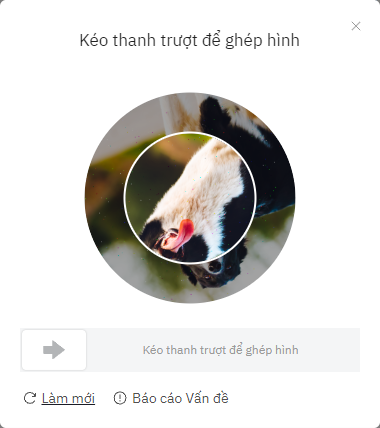 Kéo thanh trượt để ghép hình
Kéo thanh trượt để ghép hình
Làm mới Báo cáo Vấn đề